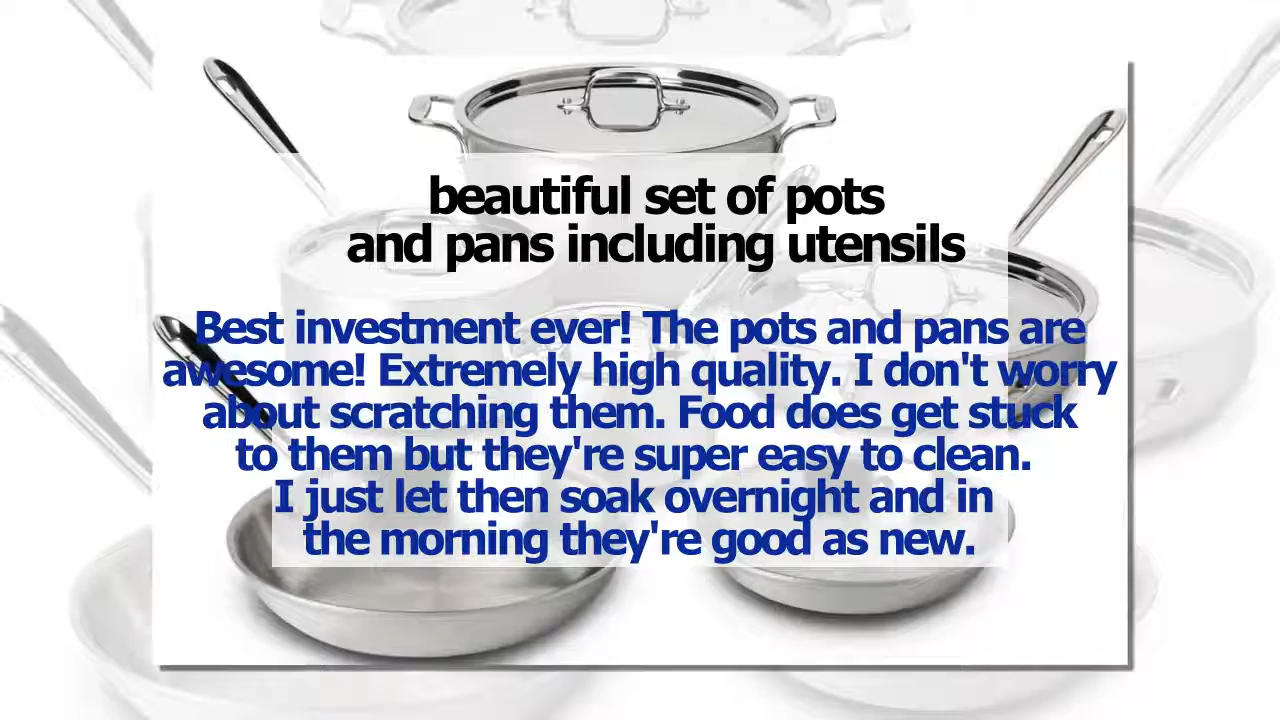 beautiful set of pots
and pans including utensils
Best investment ever! The pots and pans are
awesome! Extremely high quality. I don't worry
about scratching them. Food does get stuck
to them but they're super easy to clean.
I just let then soak overnight and in
the morning they're good as new.